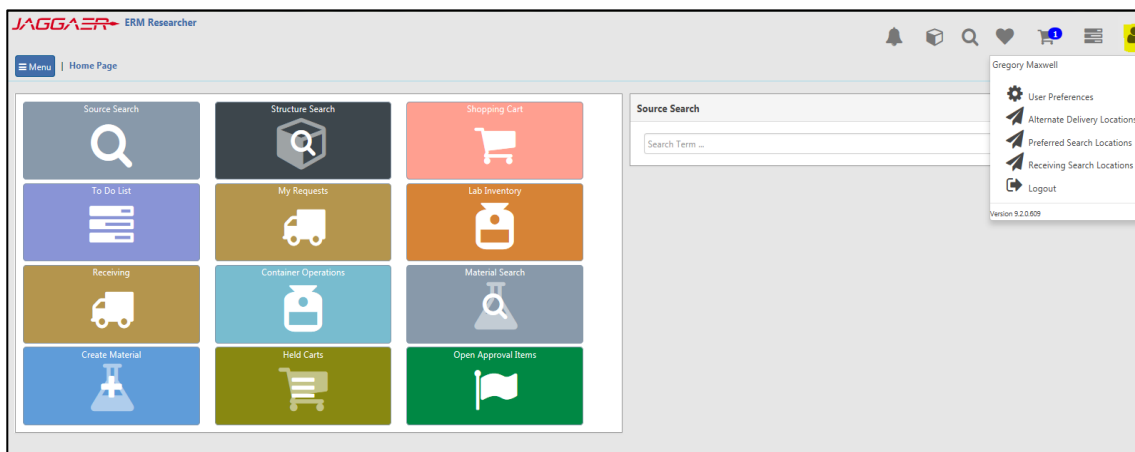 JAGGAER ERM Researcher
1
Menu | Home Page
Gregory Maxwell
User Preferences
Alternate Delivery Locations
Preferred Search Locations
Receiving Search Locations
Logout
Version 9.2.0.609
Source Search
Structure Search
Shopping Cart
To Do List
My Requests
Lab Inventory
Receiving
Container Operations
Material Search
Create Material
Held Carts
Open Approval Items
Source Search
Search Term ...